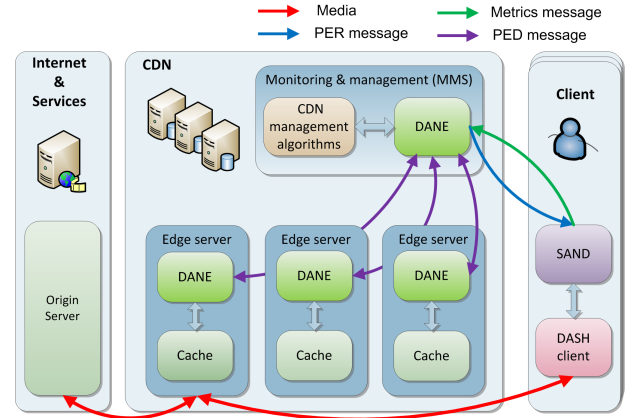 Media
Metrics message
PER message
PED message
Internet
&
Services
CDN
Monitoring & management (MMS)
CDN
management
algorithms
DANE
Client
Origin
Server
Edge server
DANE
Cache
Edge server
DANE
Cache
Edge server
DANE
Cache
SAND
DASH
client